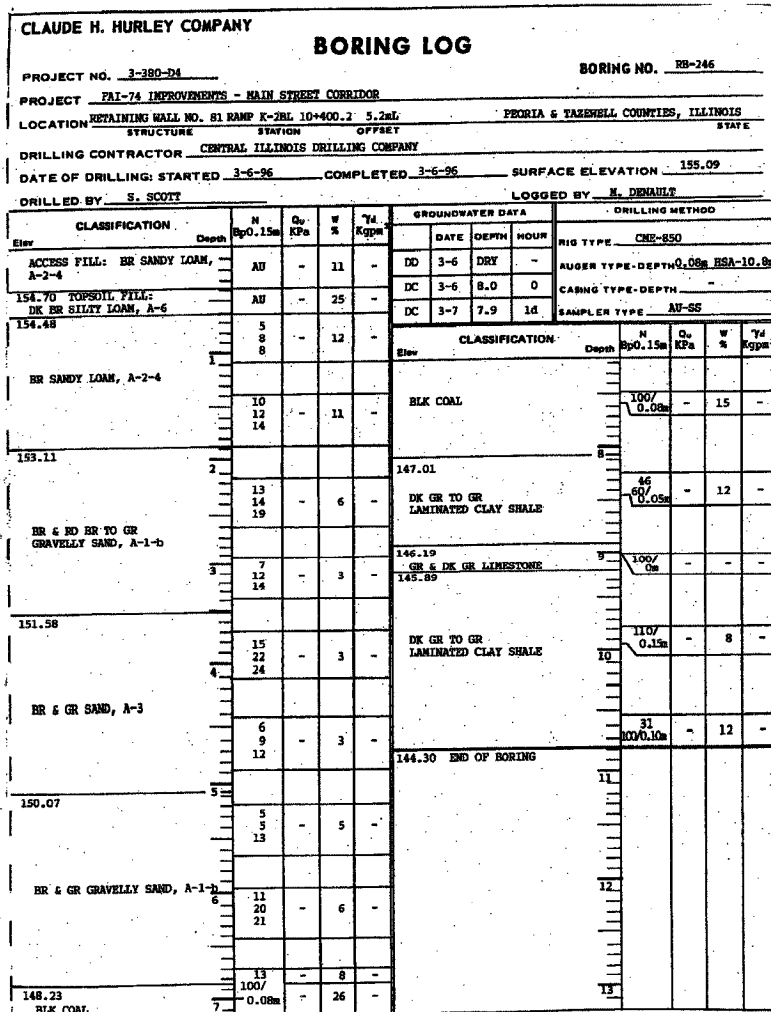 CLAUDE H. HURLEY COMPANY
BORING LOG
PROJECT NO. 3-380-D4 BORING NO. RB-246
PROJECT FAI-74 IMPROVEMENTS - MAIN STREET CORRIDOR
LOCATION RETAINING WALL NO. 81 RAMP K-2BL 10+400.2 5.2mL PEORIA & TAZEWELL COUNTIES, ILLINOIS
STRUCTURE STATION OFFSET STATE
DRILLING CONTRACTOR CENTRAL ILLINOIS DRILLING COMPANY
DATE OF DRILLING: STARTED 3-6-96 COMPLETED 3-6-96 SURFACE ELEVATION 155.09
DRILLED BY S. SCOTT LOGGED BY M. DENAULT
CLASSIFICATION
Elev Depth
N Bp0.15m
Qu KPa
W %
γd Kgpm³
ACCESS FILL: BR SANDY LOAM, AU - 11 -
A-2-4
154.70 TOPSOIL FILL: AU - 25 -
DK BR SILTY LOAM, A-6
154.48
5
8 - 12 -
8
1
BR SANDY LOAM, A-2-4
10
12 - 11 -
14
153.11
2
13
14 - 6 -
19
BR & RD BR TO GR
GRAVELLY SAND, A-1-b
3
7
12 - 3 -
14
151.58
15
22 - 3 -
24
4
BR & GR SAND, A-3
6
9 - 3 -
12
5
150.07
5
5 - 5 -
13
BR & GR GRAVELLY SAND, A-1-b
6
11
20 - 6 -
21
13 - 8 -
100/
0.08m - 26 -
148.23
BLK COAL
7
GROUNDWATER DATA
DATE DEPTH HOUR
DD 3-6 DRY -
DC 3-6 8.0 0
DC 3-7 7.9 1d
DRILLING METHOD
RIG TYPE CME-850
AUGER TYPE-DEPTH 0.08m HSA-10.8m
CASING TYPE-DEPTH -
SAMPLER TYPE AU-SS
CLASSIFICATION
Elev Depth
N Bp0.15m
Qu KPa
W %
γd Kgpm³
BLK COAL
100/
0.08m - 15 -
8
147.01
46
60/ - 12 -
0.05m
DK GR TO GR
LAMINATED CLAY SHALE
146.19
9
GR & DK GR LIMESTONE
100/
0m - - -
145.89
DK GR TO GR
LAMINATED CLAY SHALE
110/
0.15m - 8 -
10
31
100/0.10m - 12 -
144.30 END OF BORING
11
12
13